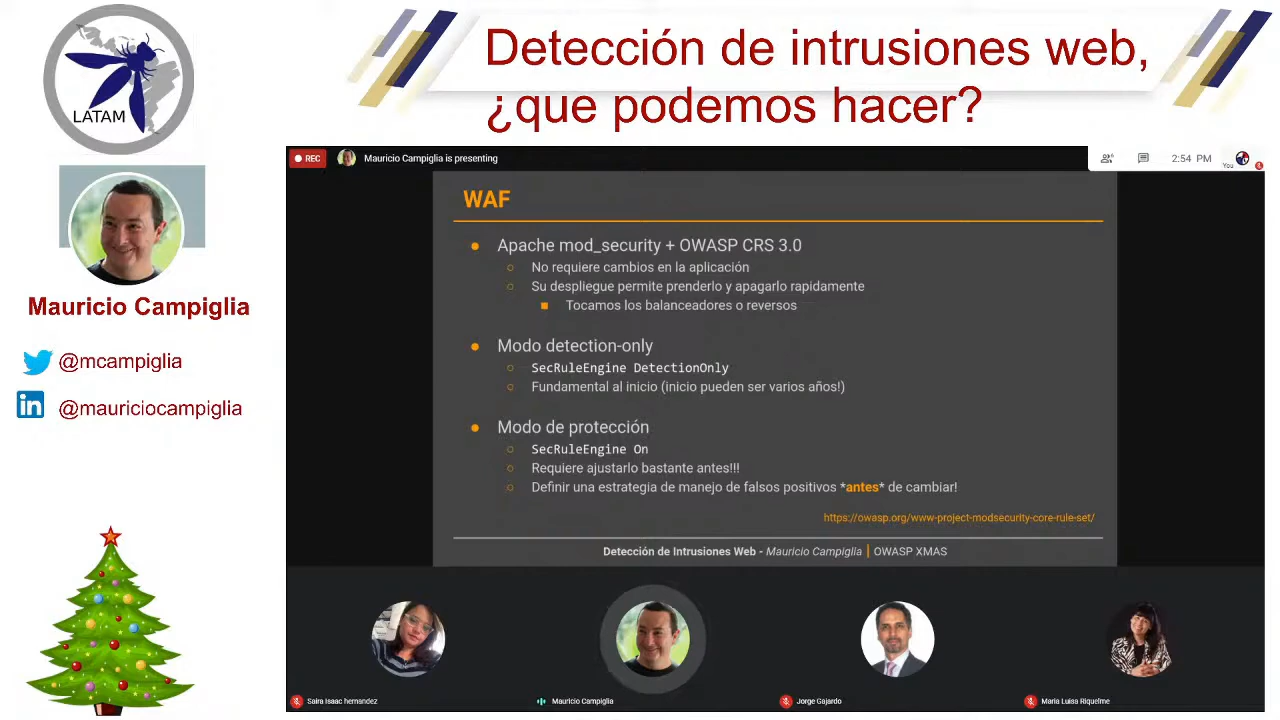 LATAM
Detección de intrusiones web,
¿que podemos hacer?
Mauricio Campiglia
@mcampiglia
@mauriciocampiglia
REC
Mauricio Campiglia is presenting
2:54 PM
You
WAF
Apache mod_security + OWASP CRS 3.0
No requiere cambios en la aplicación
Su despliegue permite prenderlo y apagarlo rapidamente
Tocamos los balanceadores o reversos
Modo detection-only
SecRuleEngine DetectionOnly
Fundamental al inicio (inicio pueden ser varios años!)
Modo de protección
SecRuleEngine On
Requiere ajustarlo bastante antes!!!
Definir una estrategia de manejo de falsos positivos *antes* de cambiar!
https://owasp.org/www-project-modsecurity-core-rule-set/
Detección de Intrusiones Web - Mauricio Campiglia | OWASP XMAS
Saira Isaac hernandez
Mauricio Campiglia
Jorge Gajardo
Maria Luisa Riquelme